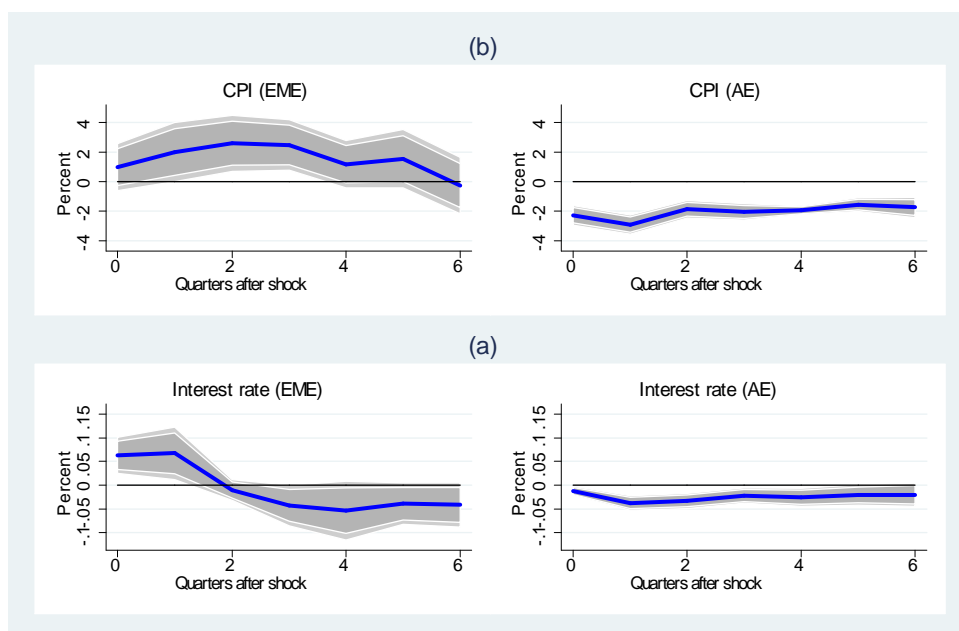 (b)
CPI (EME)
Percent
4
2
0
-2
-4
0 2 4 6
Quarters after shock
CPI (AE)
Percent
4
2
0
-2
-4
0 2 4 6
Quarters after shock
(a)
Interest rate (EME)
Percent
.15
.1
.05
0
-.05
-.1
0 2 4 6
Quarters after shock
Interest rate (AE)
Percent
.15
.1
.05
0
-.05
-.1
0 2 4 6
Quarters after shock